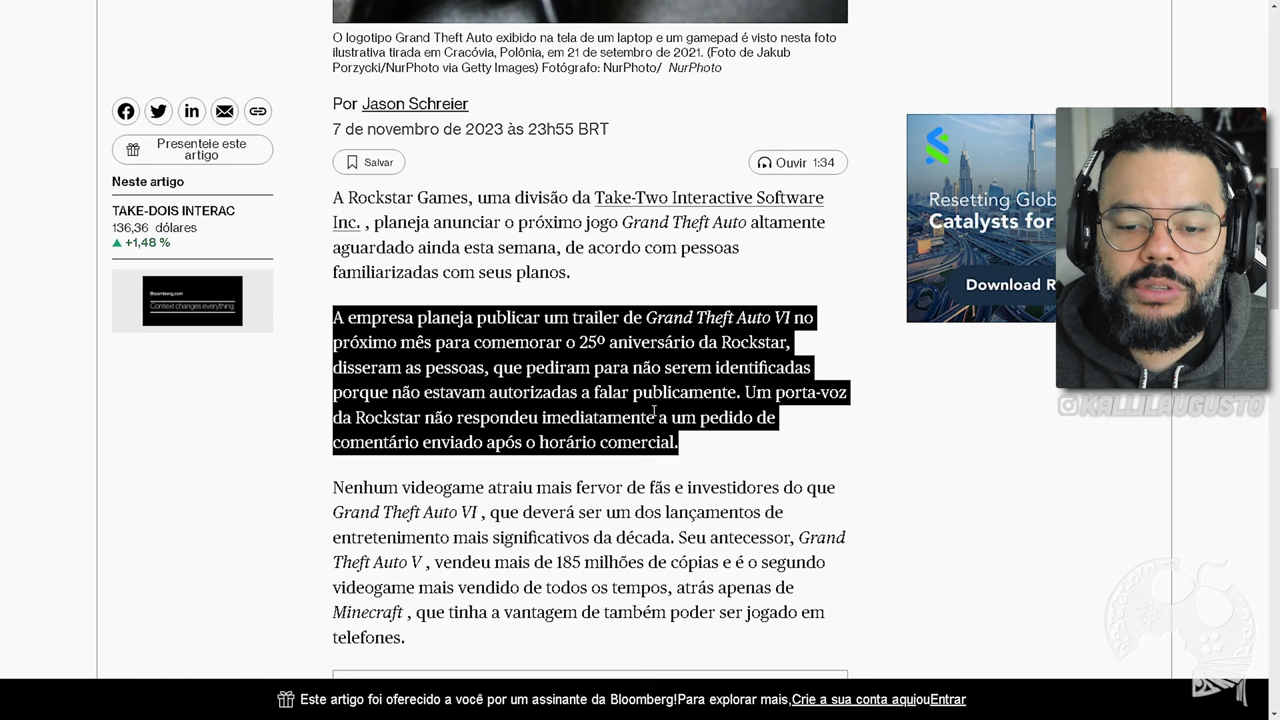 O logotipo Grand Theft Auto exibido na tela de um laptop e um gamepad é visto nesta foto
ilustrativa tirada em Cracóvia, Polônia, em 21 de setembro de 2021. (Foto de Jakub
Porzycki/NurPhoto via Getty Images) Fotógrafo: NurPhoto/ NurPhoto
Por Jason Schreier
7 de novembro de 2023 às 23h55 BRT
Presenteie este
artigo
Salvar
Ouvir 1:34
Neste artigo
TAKE-DOIS INTERAC
136,36 dólares
+1,48 %
Bloomberg.com
Context changes everything.
A Rockstar Games, uma divisão da Take-Two Interactive Software
Inc. , planeja anunciar o próximo jogo Grand Theft Auto altamente
aguardado ainda esta semana, de acordo com pessoas
familiarizadas com seus planos.
A empresa planeja publicar um trailer de Grand Theft Auto VI no
próximo mês para comemorar o 25º aniversário da Rockstar,
disseram as pessoas, que pediram para não serem identificadas
porque não estavam autorizadas a falar publicamente. Um porta-voz
da Rockstar não respondeu imediatamente a um pedido de
comentário enviado após o horário comercial.
Nenhum videogame atraiu mais fervor de fãs e investidores do que
Grand Theft Auto VI , que deverá ser um dos lançamentos de
entretenimento mais significativos da década. Seu antecessor, Grand
Theft Auto V , vendeu mais de 185 milhões de cópias e é o segundo
videogame mais vendido de todos os tempos, atrás apenas de
Minecraft , que tinha a vantagem de também poder ser jogado em
telefones.
Resetting Glob
Catalysts for
Download R
@KALLILAUGUSTO
Este artigo foi oferecido a você por um assinante da Bloomberg!Para explorar mais,Crie a sua conta aquiouEntrar